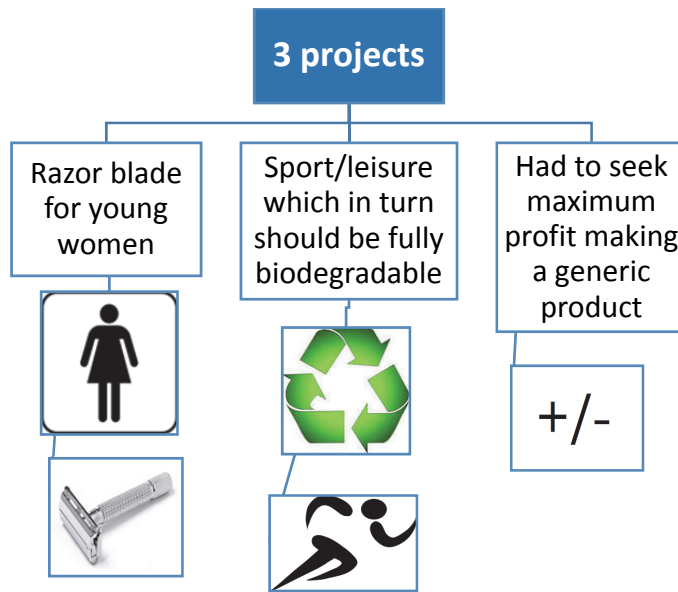 3 projects
Razor blade
for young
women
Sport/leisure
which in turn
should be fully
biodegradable
Had to seek
maximum
profit making
a generic
product
+/-